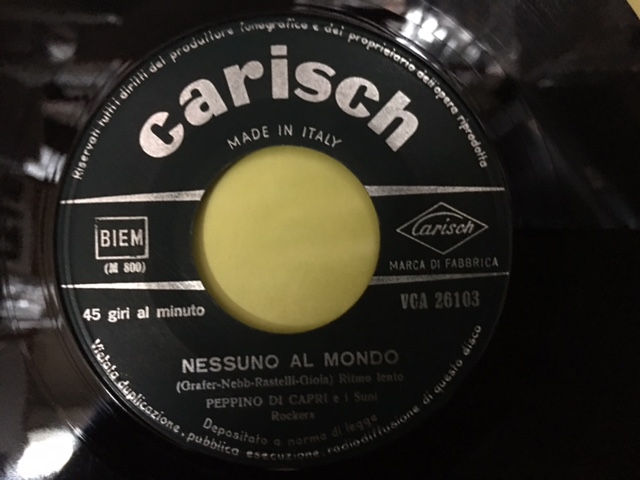 Riservati tutti i diritti del produttore fonografico e del proprietario dell'opera riprodotta
carisch
MADE IN ITALY
BIEM
(M 800)
Carisch
MARCA DI FABBRICA
45 giri al minuto
VCA 26103
NESSUNO AL MONDO
(Grafer-Nebb-Rastelli-Gioia) Ritmo lento
PEPPINO DI CAPRI e i Suoi
Rockers
Depositato a norma di legge
Vietata duplicazione, pubblica esecuzione, radiodiffusione di questo disco